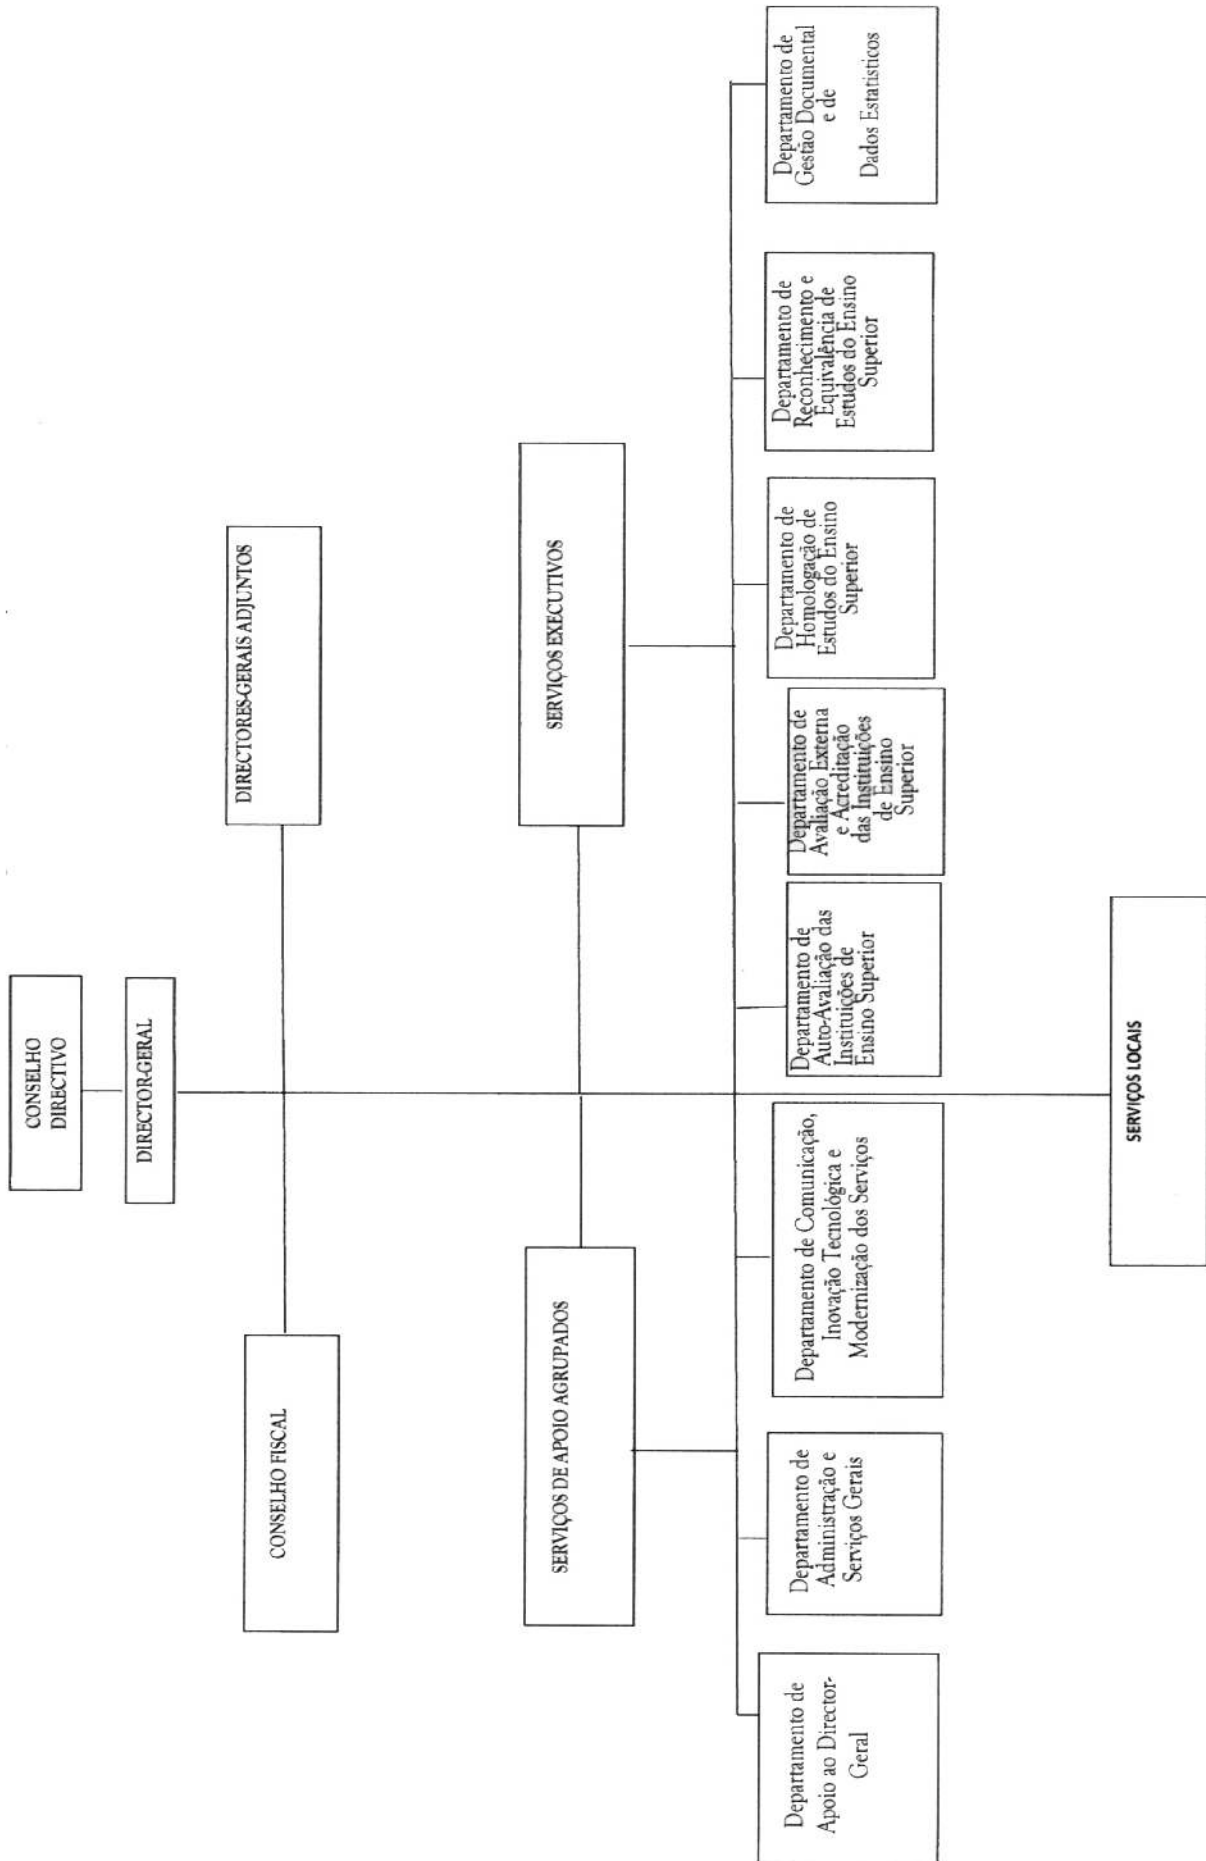 CONSELHO
DIRECTIVO
DIRECTOR-GERAL
CONSELHO FISCAL
DIRECTORES-GERAIS ADJUNTOS
SERVIÇOS DE APOIO AGRUPADOS
SERVIÇOS EXECUTIVOS
Departamento de
Apoio ao Director-
Geral
Departamento de
Administração e
Serviços Gerais
Departamento de Comunicação,
Inovação Tecnológica e
Modernização dos Serviços
Departamento de
Auto-Avaliação das
Instituições de
Ensino Superior
Departamento de
Avaliação Externa
e Acreditação
das Instituições
de Ensino
Superior
Departamento de
Homologação de
Estudos do Ensino
Superior
Departamento de
Reconhecimento e
Equivalência de
Estudos do Ensino
Superior
Departamento de
Gestão Documental
e de
Dados Estatisticos
SERVIÇOS LOCAIS